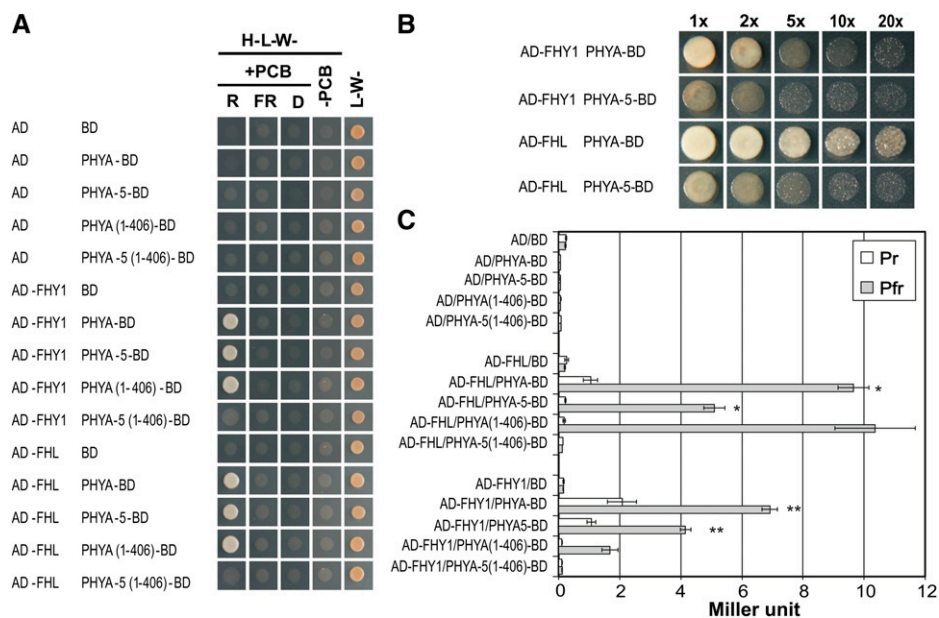 A
H-L-W-
+PCB
-PCB
L-W-
R FR D
AD BD
AD PHYA-BD
AD PHYA-5-BD
AD PHYA (1-406)-BD
AD PHYA-5 (1-406)- BD
AD-FHY1 BD
AD-FHY1 PHYA-BD
AD-FHY1 PHYA-5-BD
AD-FHY1 PHYA (1-406) -BD
AD-FHY1 PHYA-5 (1-406)-BD
AD-FHL BD
AD-FHL PHYA-BD
AD-FHL PHYA-5-BD
AD-FHL PHYA (1-406)-BD
AD-FHL PHYA-5 (1-406)-BD
B
1x 2x 5x 10x 20x
AD-FHY1 PHYA-BD
AD-FHY1 PHYA-5-BD
AD-FHL PHYA-BD
AD-FHL PHYA-5-BD
C
AD/BD
AD/PHYA-BD
AD/PHYA-5-BD
AD/PHYA(1-406)-BD
AD/PHYA-5(1-406)-BD
AD-FHL/BD
AD-FHL/PHYA-BD
*
AD-FHL/PHYA-5-BD
*
AD-FHL/PHYA(1-406)-BD
AD-FHL/PHYA-5(1-406)-BD
AD-FHY1/BD
AD-FHY1/PHYA-BD
**
AD-FHY1/PHYA5-BD
**
AD-FHY1/PHYA(1-406)-BD
AD-FHY1/PHYA-5(1-406)-BD
Pr
Pfr
0 2 4 6 8 10 12
Miller unit